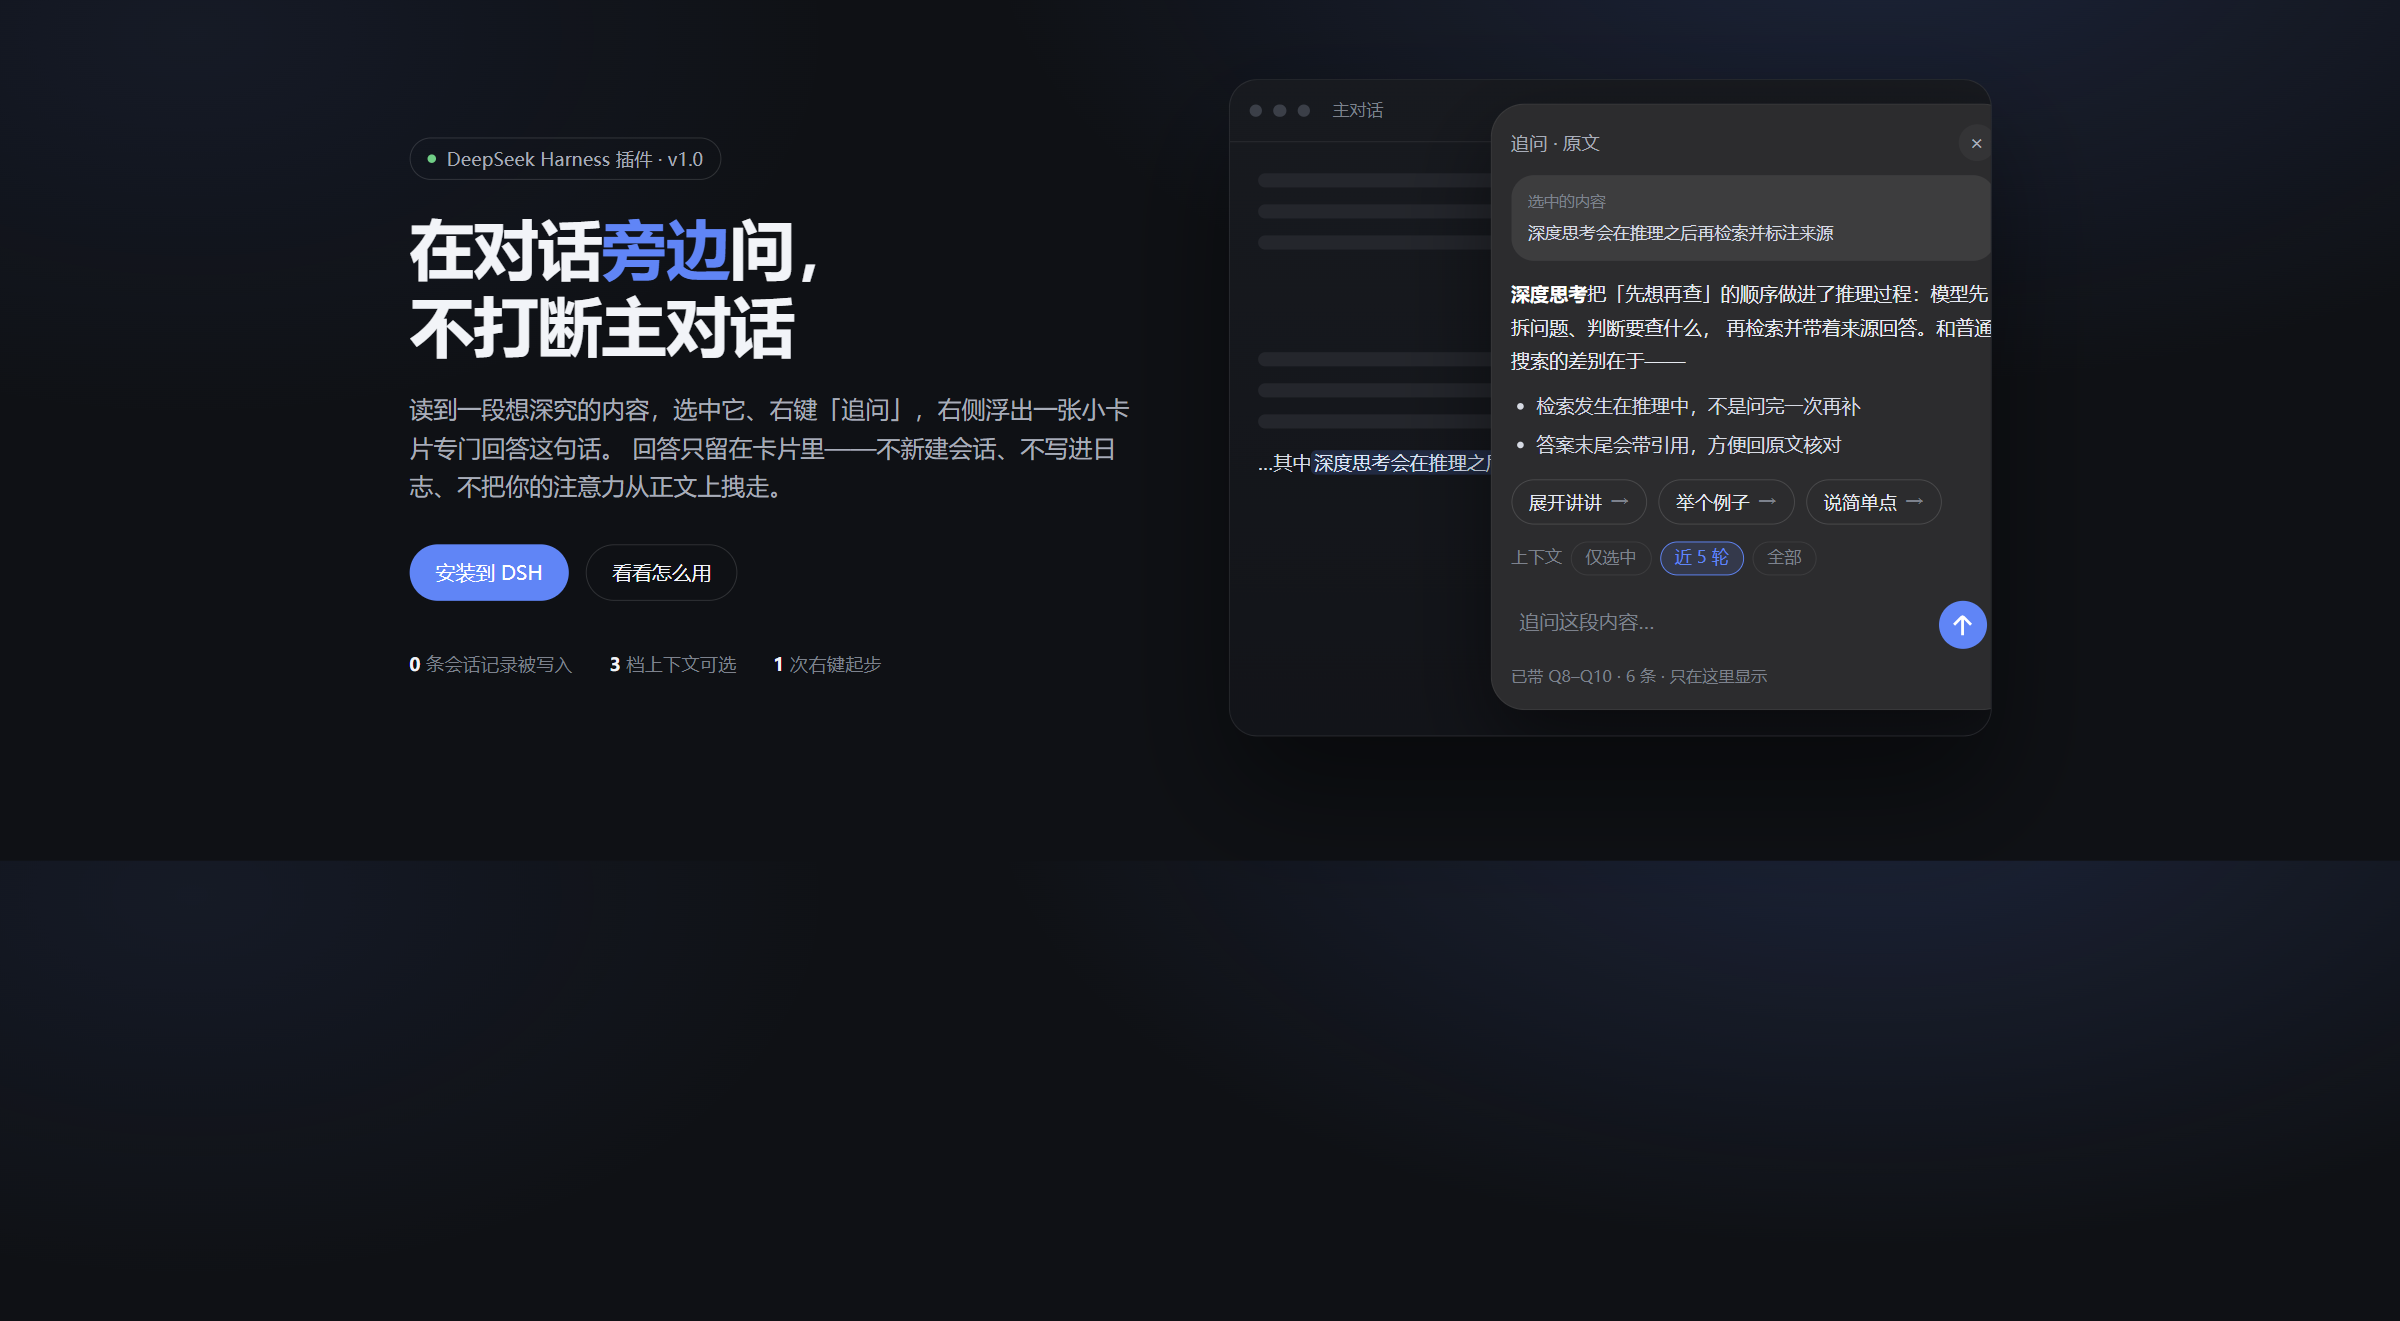 DeepSeek Harness 插件 · v1.0
在对话旁边问，
不打断主对话
读到一段想深究的内容，选中它、右键「追问」，右侧浮出一张小卡
片专门回答这句话。 回答只留在卡片里——不新建会话、不写进日
志、不把你的注意力从正文上拽走。
安装到 DSH
看看怎么用
0 条会话记录被写入
3 档上下文可选
1 次右键起步
主对话
...其中深度思考会在推理之
追问 · 原文
×
选中的内容
深度思考会在推理之后再检索并标注来源
深度思考把「先想再查」的顺序做进了推理过程：模型先
拆问题、判断要查什么， 再检索并带着来源回答。和普通
搜索的差别在于——
• 检索发生在推理中，不是问完一次再补
• 答案末尾会带引用，方便回原文核对
展开讲讲 →
举个例子 →
说简单点 →
上下文
仅选中
近 5 轮
全部
追问这段内容...
已带 Q8–Q10 · 6 条 · 只在这里显示